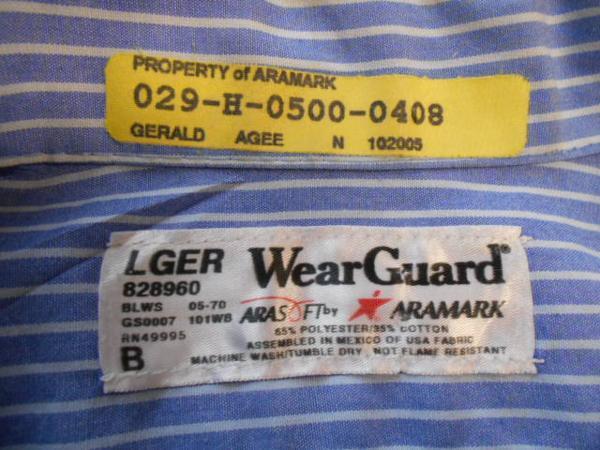 PROPERTY of ARAMARK
029-H-0500-0408
GERALD AGEE N 102005
LGER WearGuard®
828960
BLWS 05-70 ARASOFT by ARAMARK
GS0007 101WB
65% POLYESTER/35% COTTON
RN49995 ASSEMBLED IN MEXICO OF USA FABRIC
B MACHINE WASH/TUMBLE DRY NOT FLAME RESISTANT